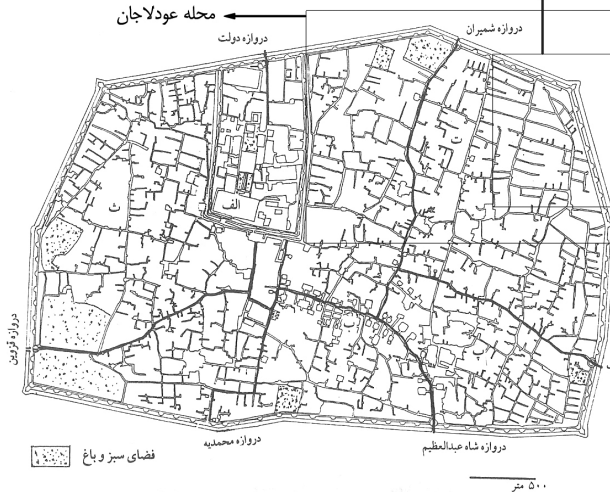 محله عودلاجان
دروازه شمیران
دروازه دولت
ت
ث
الف
پ
ب
دروازه قزوین
دروازه محمدیه
دروازه شاه عبدالعظیم
فضای سبز و باغ
۵۰۰ متر